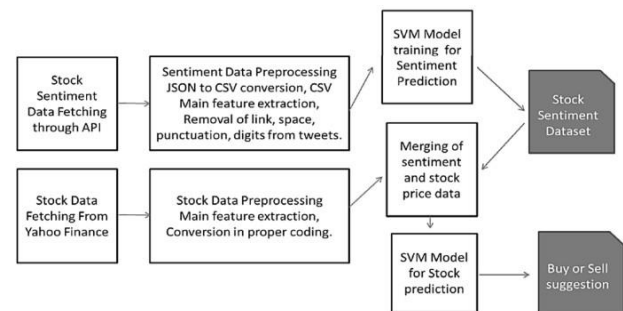 Stock
Sentiment
Data Fetching
through API
Sentiment Data Preprocessing
JSON to CSV conversion, CSV
Main feature extraction,
Removal of link, space,
punctuation, digits from tweets.
SVM Model
training for
Sentiment
Prediction
Stock
Sentiment
Dataset
Stock Data
Fetching From
Yahoo Finance
Stock Data Preprocessing
Main feature extraction,
Conversion in proper coding.
Merging of
sentiment
and stock
price data
SVM Model
for Stock
prediction
Buy or Sell
suggestion